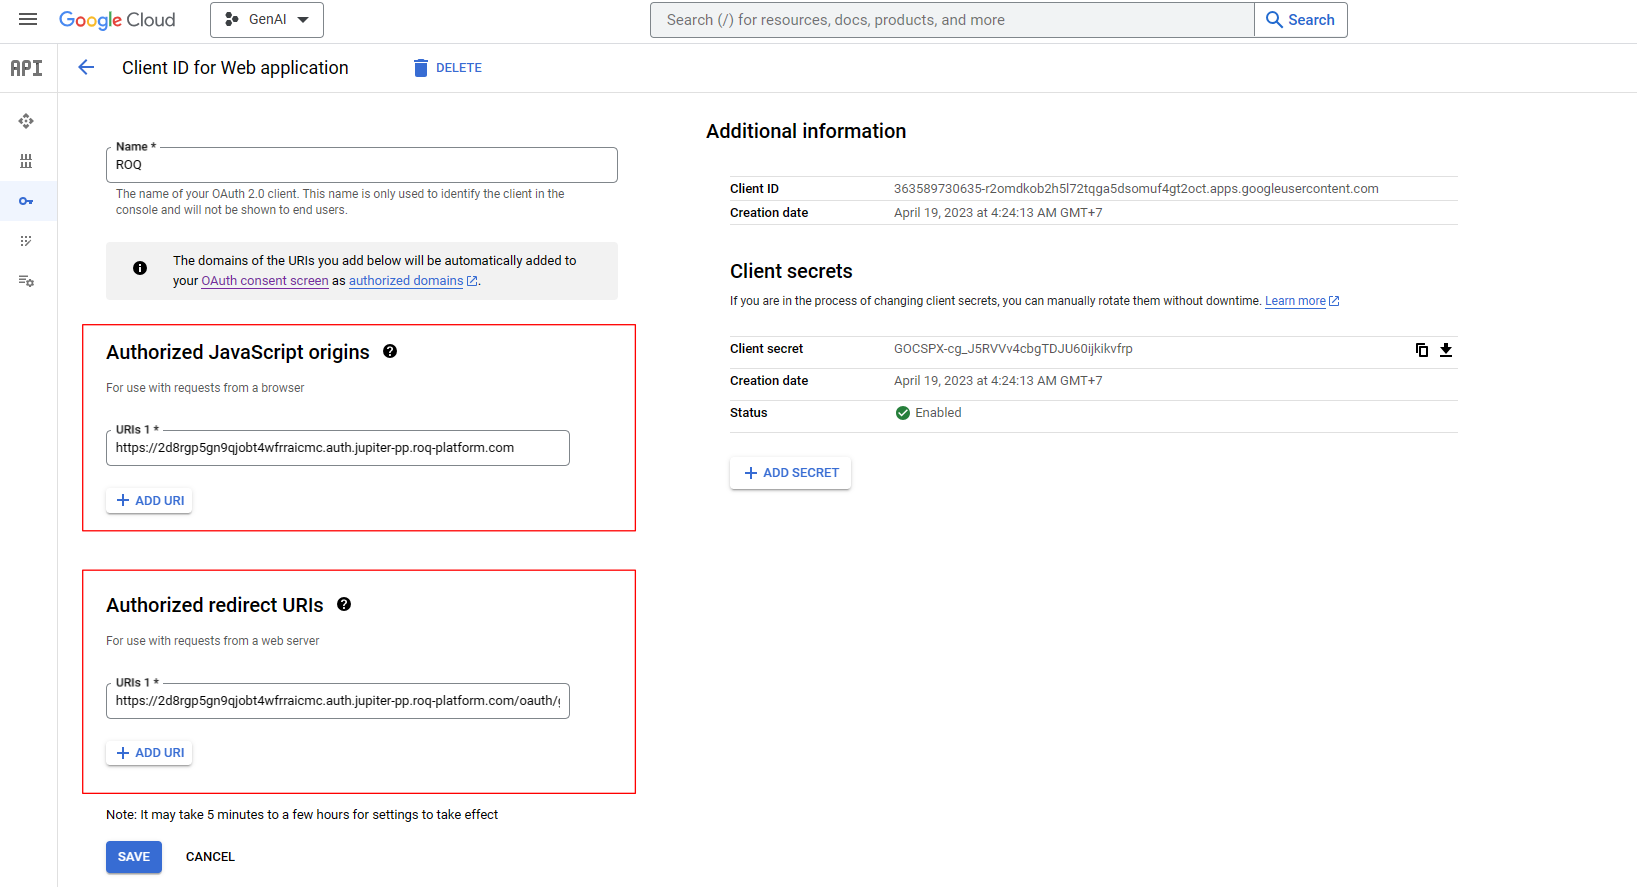 Google Cloud
GenAI
Search (/) for resources, docs, products, and more
Search
API
Client ID for Web application
DELETE
Name *
ROQ
The name of your OAuth 2.0 client. This name is only used to identify the client in the
console and will not be shown to end users.
The domains of the URIs you add below will be automatically added to
your OAuth consent screen as authorized domains.
Authorized JavaScript origins
For use with requests from a browser
URIs 1 *
https://2d8rgp5gn9qjobt4wfrraicmc.auth.jupiter-pp.roq-platform.com
ADD URI
Authorized redirect URIs
For use with requests from a web server
URIs 1 *
https://2d8rgp5gn9qjobt4wfrraicmc.auth.jupiter-pp.roq-platform.com/oauth/g
ADD URI
Note: It may take 5 minutes to a few hours for settings to take effect
SAVE
CANCEL
Additional information
Client ID
363589730635-r2omdkob2h5l72tqga5dsomuf4gt2oct.apps.googleusercontent.com
Creation date
April 19, 2023 at 4:24:13 AM GMT+7
Client secrets
If you are in the process of changing client secrets, you can manually rotate them without downtime. Learn more
Client secret
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
Creation date
April 19, 2023 at 4:24:13 AM GMT+7
Status
Enabled
ADD SECRET